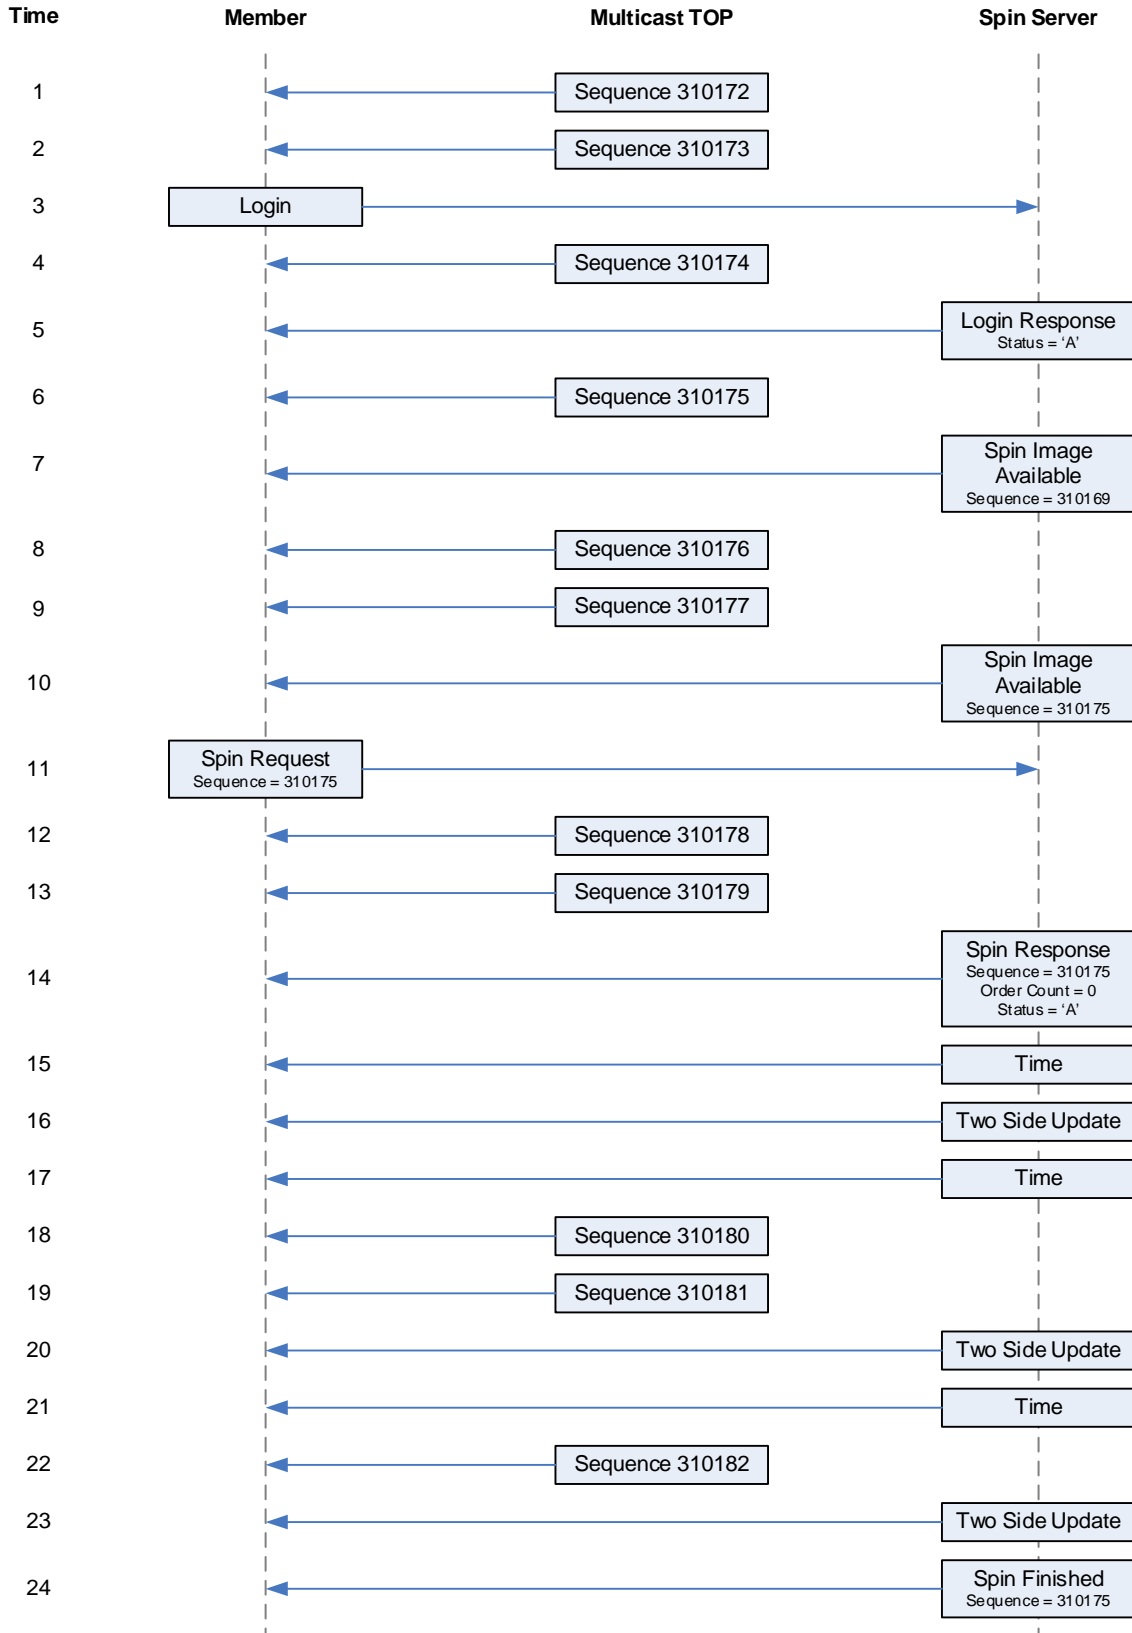 Time Member Multicast TOP Spin Server
1 Sequence 310172
2 Sequence 310173
3 Login
4 Sequence 310174
5 Login Response
Status = ‘A’
6 Sequence 310175
7 Spin Image
Available
Sequence = 310169
8 Sequence 310176
9 Sequence 310177
10 Spin Image
Available
Sequence = 310175
11 Spin Request
Sequence = 310175
12 Sequence 310178
13 Sequence 310179
14 Spin Response
Sequence = 310175
Order Count = 0
Status = ‘A’
15 Time
16 Two Side Update
17 Time
18 Sequence 310180
19 Sequence 310181
20 Two Side Update
21 Time
22 Sequence 310182
23 Two Side Update
24 Spin Finished
Sequence = 310175